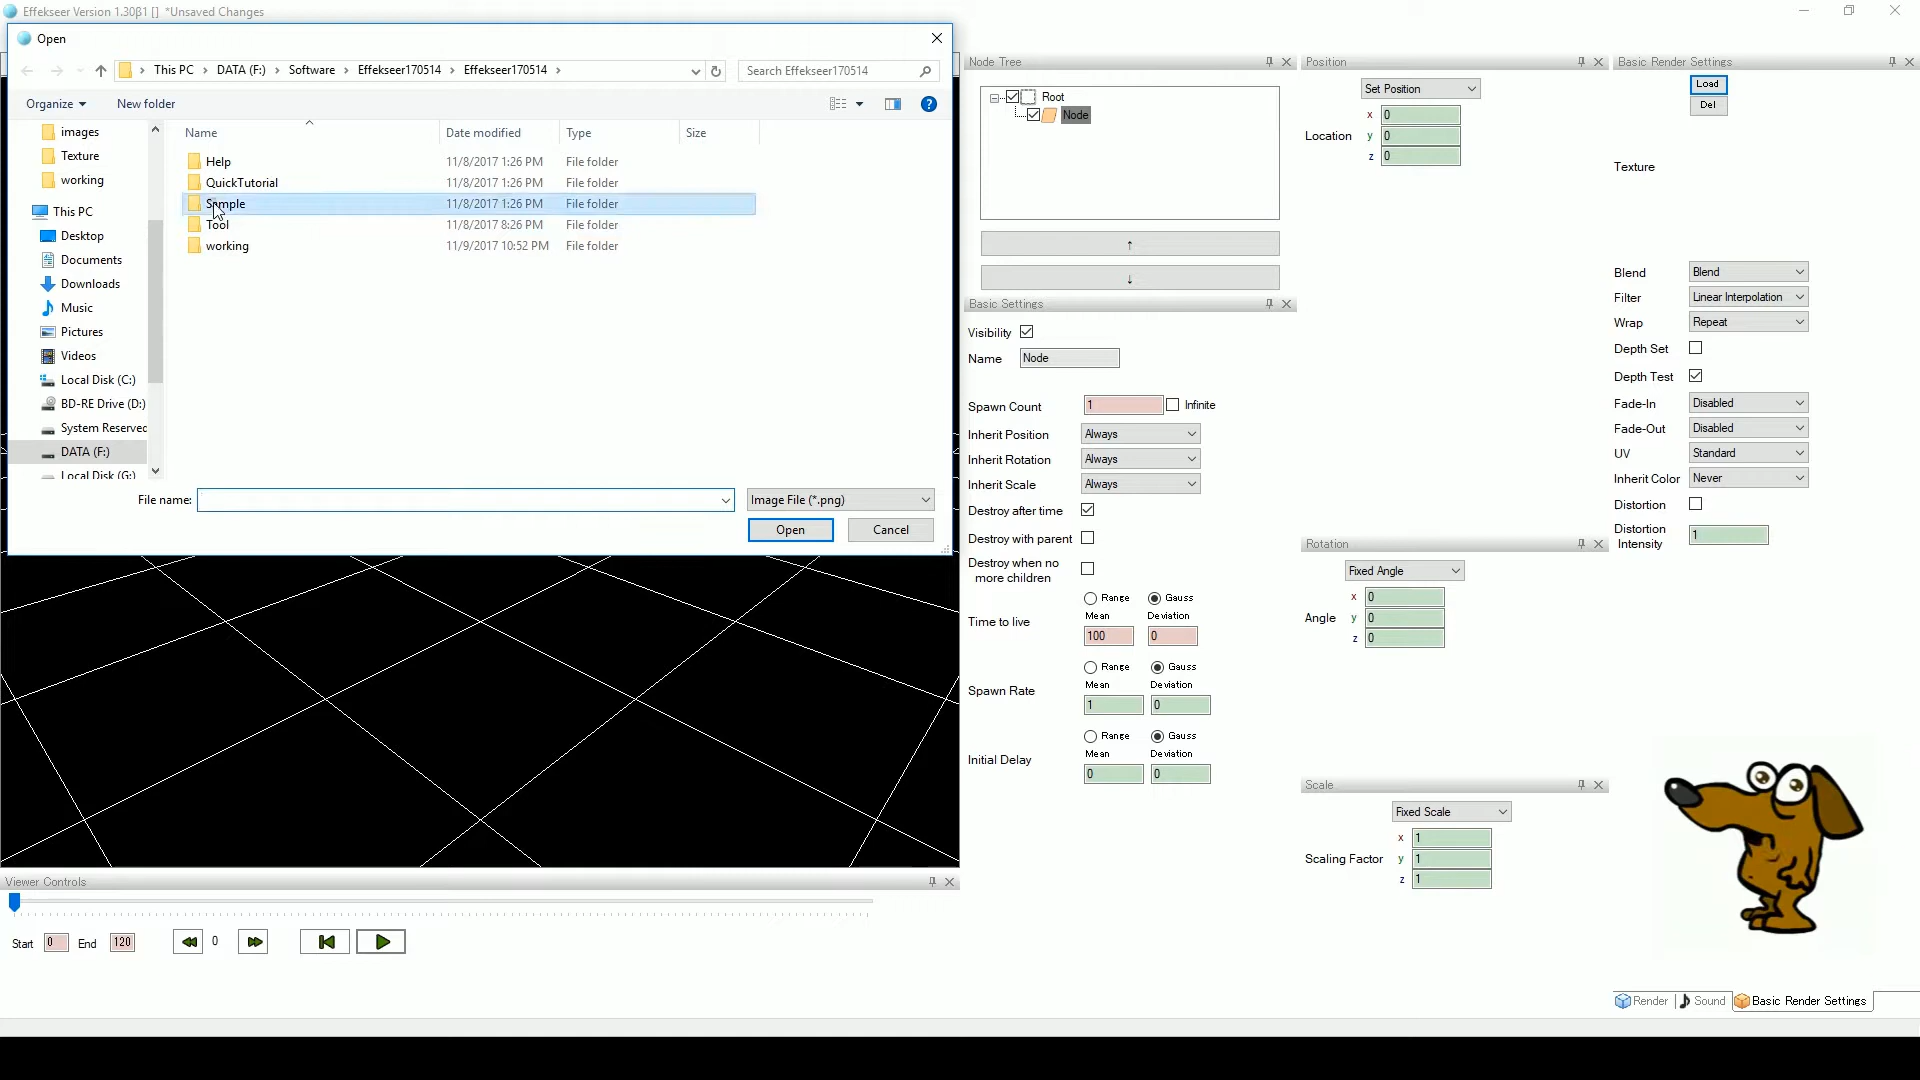 Effekseer Version 1.30β1 [] *Unsaved Changes
Open
This PC > DATA (F:) > Software > Effekseer170514 > Effekseer170514 >
Search Effekseer170514
Organize
New folder
images
Texture
working
This PC
Desktop
Documents
Downloads
Music
Pictures
Videos
Local Disk (C:)
BD-RE Drive (D:)
System Reserved
DATA (F:)
Local Disk (G:)
Name Date modified Type Size
Help 11/8/2017 1:26 PM File folder
QuickTutorial 11/8/2017 1:26 PM File folder
Sample 11/8/2017 1:26 PM File folder
Tool 11/8/2017 8:26 PM File folder
working 11/9/2017 10:52 PM File folder
File name:
Image File (*.png)
Open Cancel
Node Tree
Root
Node
↑
↓
Basic Settings
Visibility
Name Node
Spawn Count 1 Infinite
Inherit Position Always
Inherit Rotation Always
Inherit Scale Always
Destroy after time
Destroy with parent
Destroy when no
more children
Range Gauss
Mean Deviation
Time to live
100 0
Range Gauss
Mean Deviation
Spawn Rate
1 0
Range Gauss
Mean Deviation
Initial Delay
0 0
Position
Set Position
x 0
Location y 0
z 0
Rotation
Fixed Angle
x 0
Angle y 0
z 0
Scale
Fixed Scale
x 1
Scaling Factor y 1
z 1
Basic Render Settings
Load
Del
Texture
Blend Blend
Filter Linear Interpolation
Wrap Repeat
Depth Set
Depth Test
Fade-In Disabled
Fade-Out Disabled
UV Standard
Inherit Color Never
Distortion
Distortion
Intensity 1
Render Sound Basic Render Settings
Viewer Controls
Start 0 End 120 0